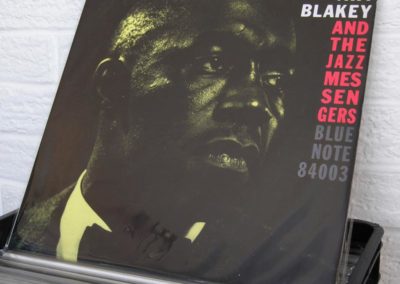 BLAKEY
AND
THE
JAZZ
MES
SEN
GERS
BLUE
NOTE
84003